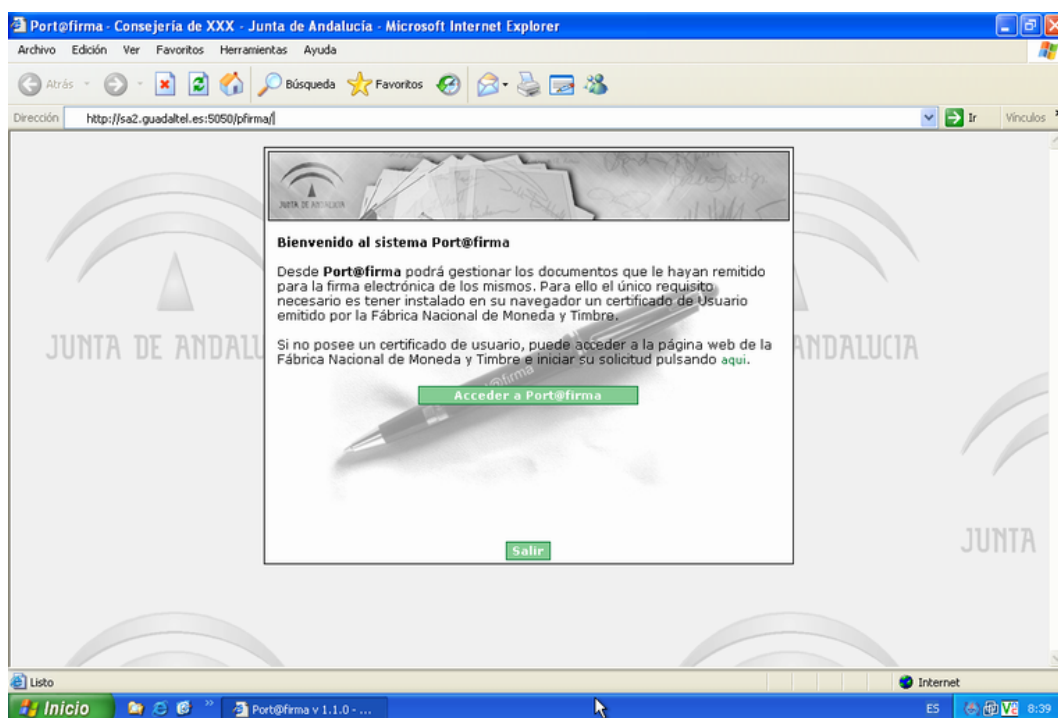 Port@firma - Consejería de XXX - Junta de Andalucía - Microsoft Internet Explorer
Archivo Edición Ver Favoritos Herramientas Ayuda
Atrás Búsqueda Favoritos
Dirección http://sa2.guadaltel.es:5050/pfirma/ Ir Vínculos
JUNTA DE ANDALUCIA
Bienvenido al sistema Port@firma
Desde Port@firma podrá gestionar los documentos que le hayan remitido
para la firma electrónica de los mismos. Para ello el único requisito
necesario es tener instalado en su navegador un certificado de Usuario
emitido por la Fábrica Nacional de Moneda y Timbre.
Si no posee un certificado de usuario, puede acceder a la página web de la
Fábrica Nacional de Moneda y Timbre e iniciar su solicitud pulsando aqui.
JUNTA DE ANDALU
ANDALUCIA
Acceder a Port@firma
Salir
JUNTA
Listo Internet
Inicio Port@firma v 1.1.0 - ... ES 8:39